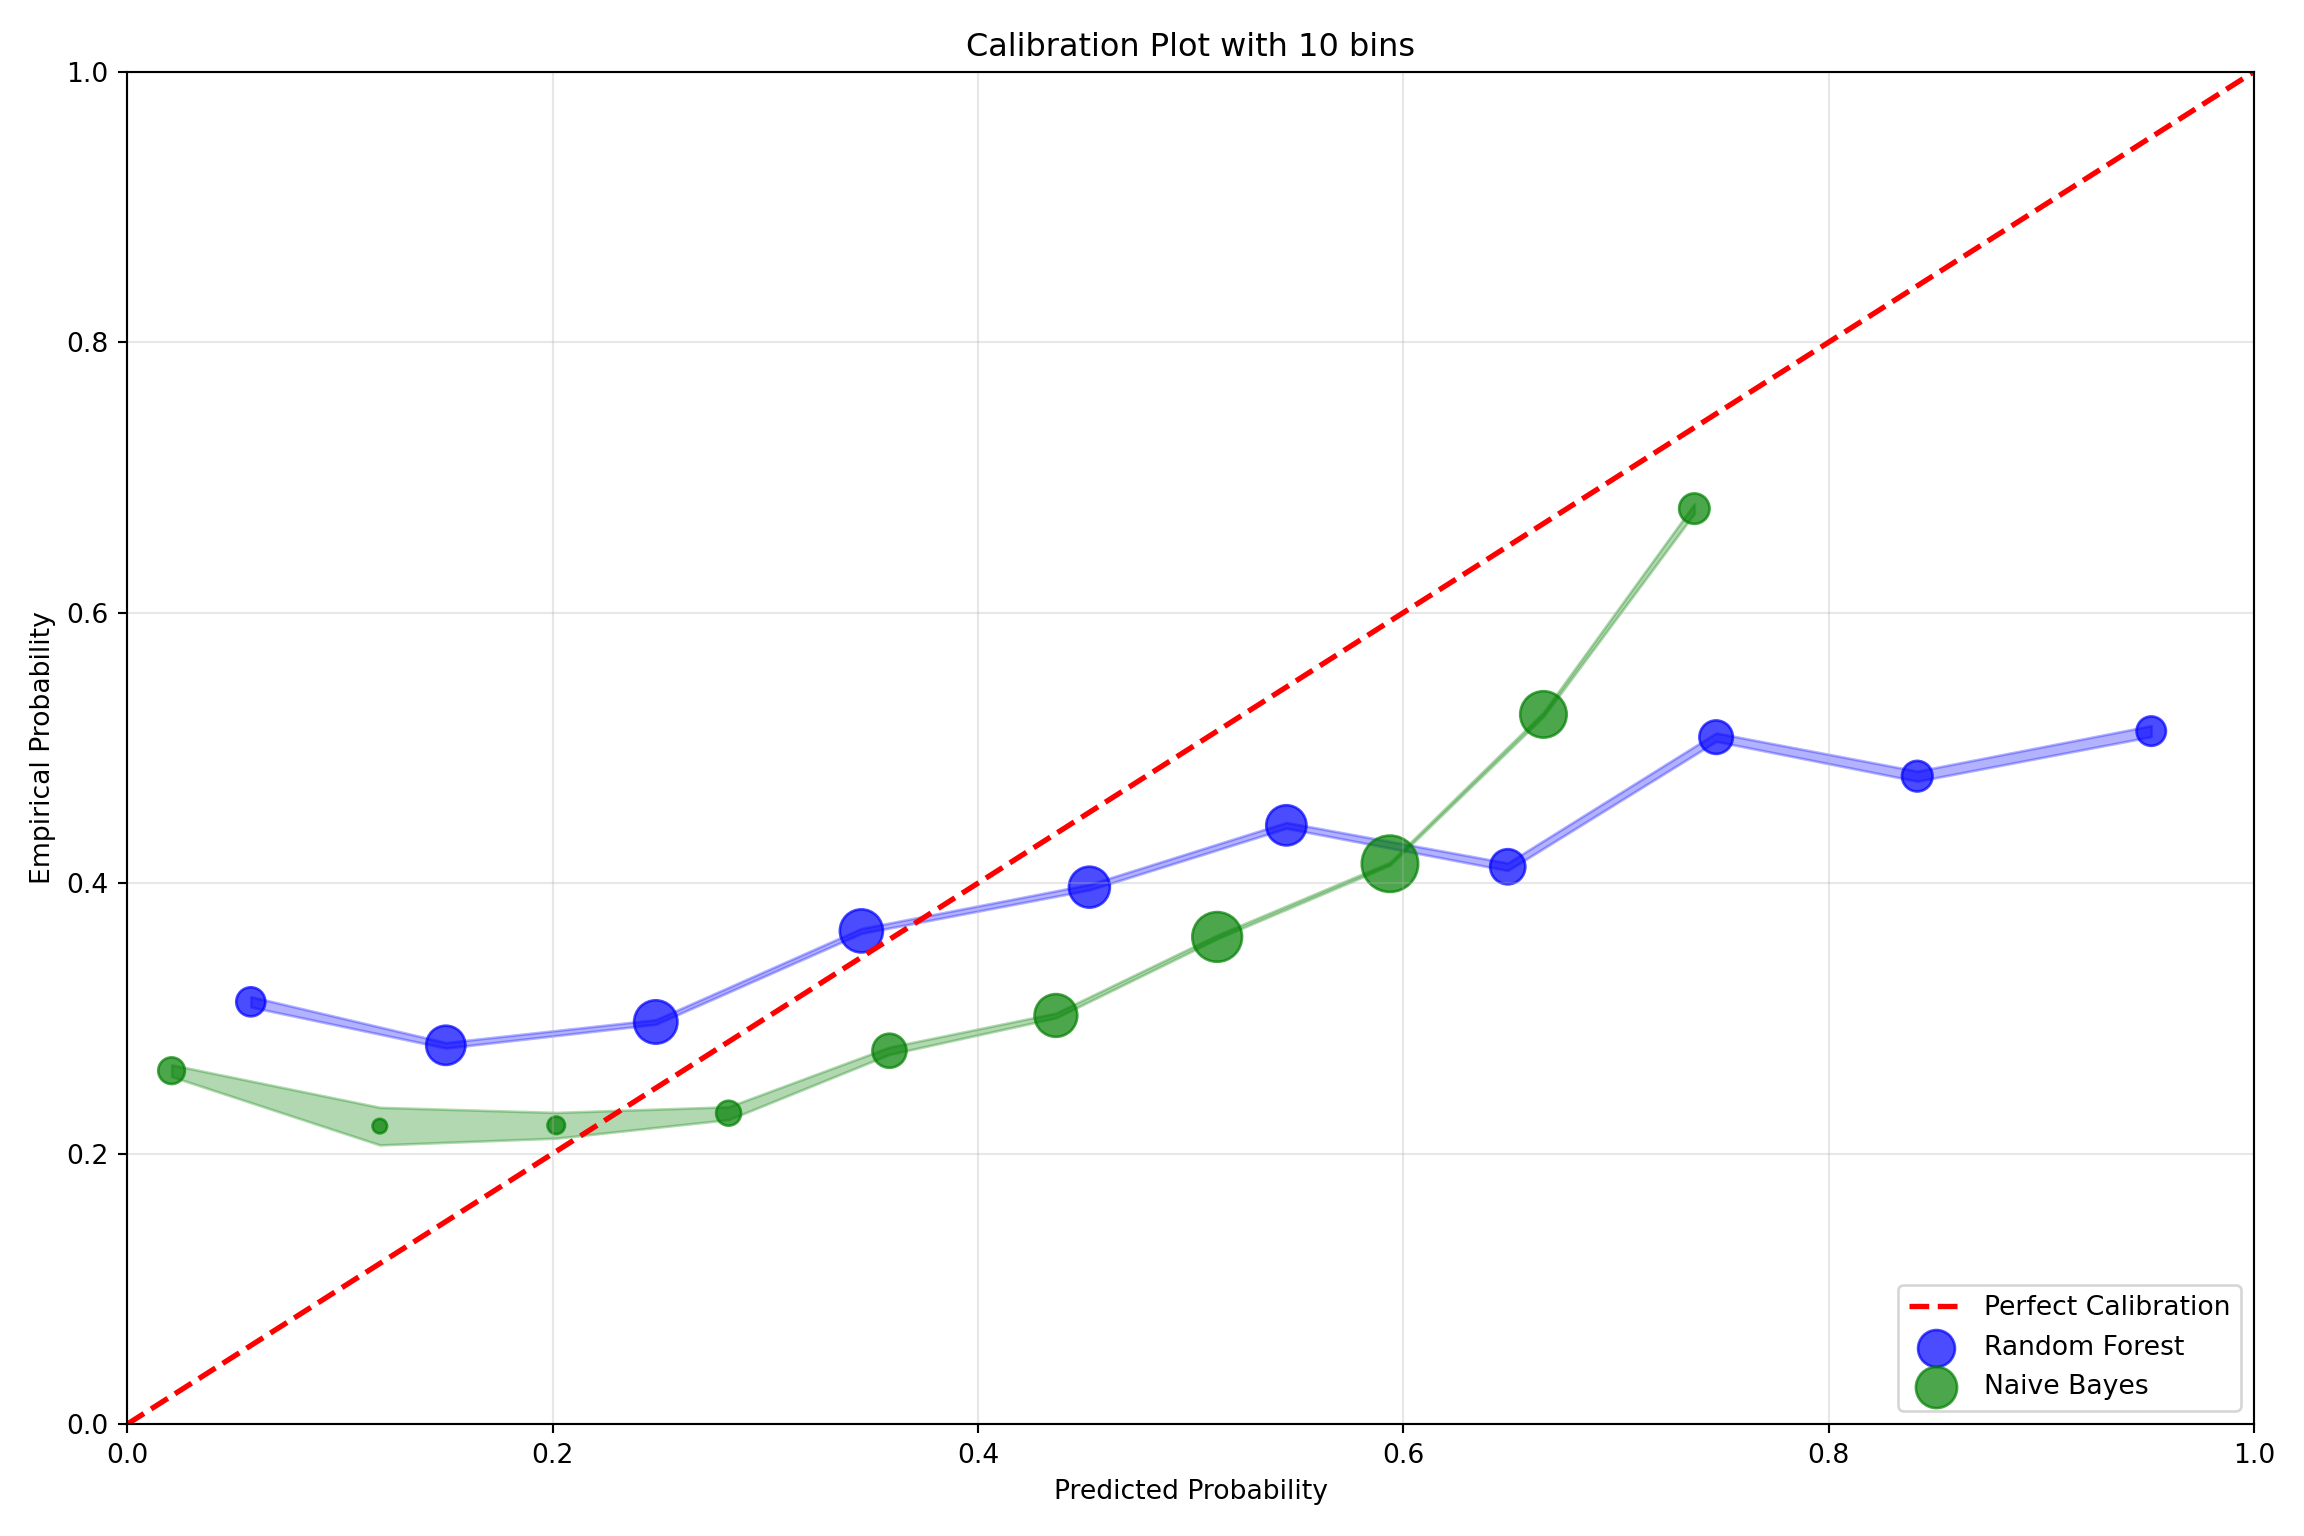 Calibration Plot with 10 bins
1.0
0.8
0.6
0.4
0.2
0.0
Empirical Probability
0.0 0.2 0.4 0.6 0.8 1.0
Predicted Probability
Perfect Calibration
Random Forest
Naive Bayes